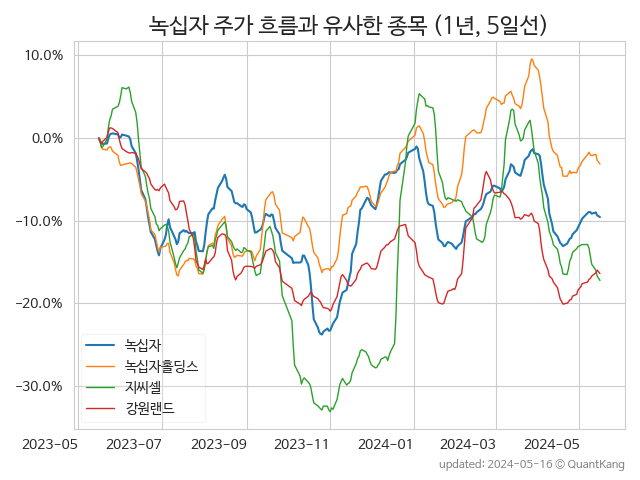 녹십자 주가 흐름과 유사한 종목 (1년, 5일선)
10.0%
0.0%
−10.0%
−20.0%
−30.0%
녹십자
녹십자홀딩스
지씨셀
강원랜드
2023−05 2023−07 2023−09 2023−11 2024−01 2024−03 2024−05
updated: 2024−05−16 © QuantKang